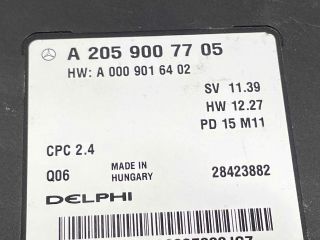 A 205 900 77 05
HW: A 000 901 64 02
SV 11.39
HW 12.27
PD 15 M11
CPC 2.4
Q06
MADE IN
HUNGARY
28423882
DELPHI